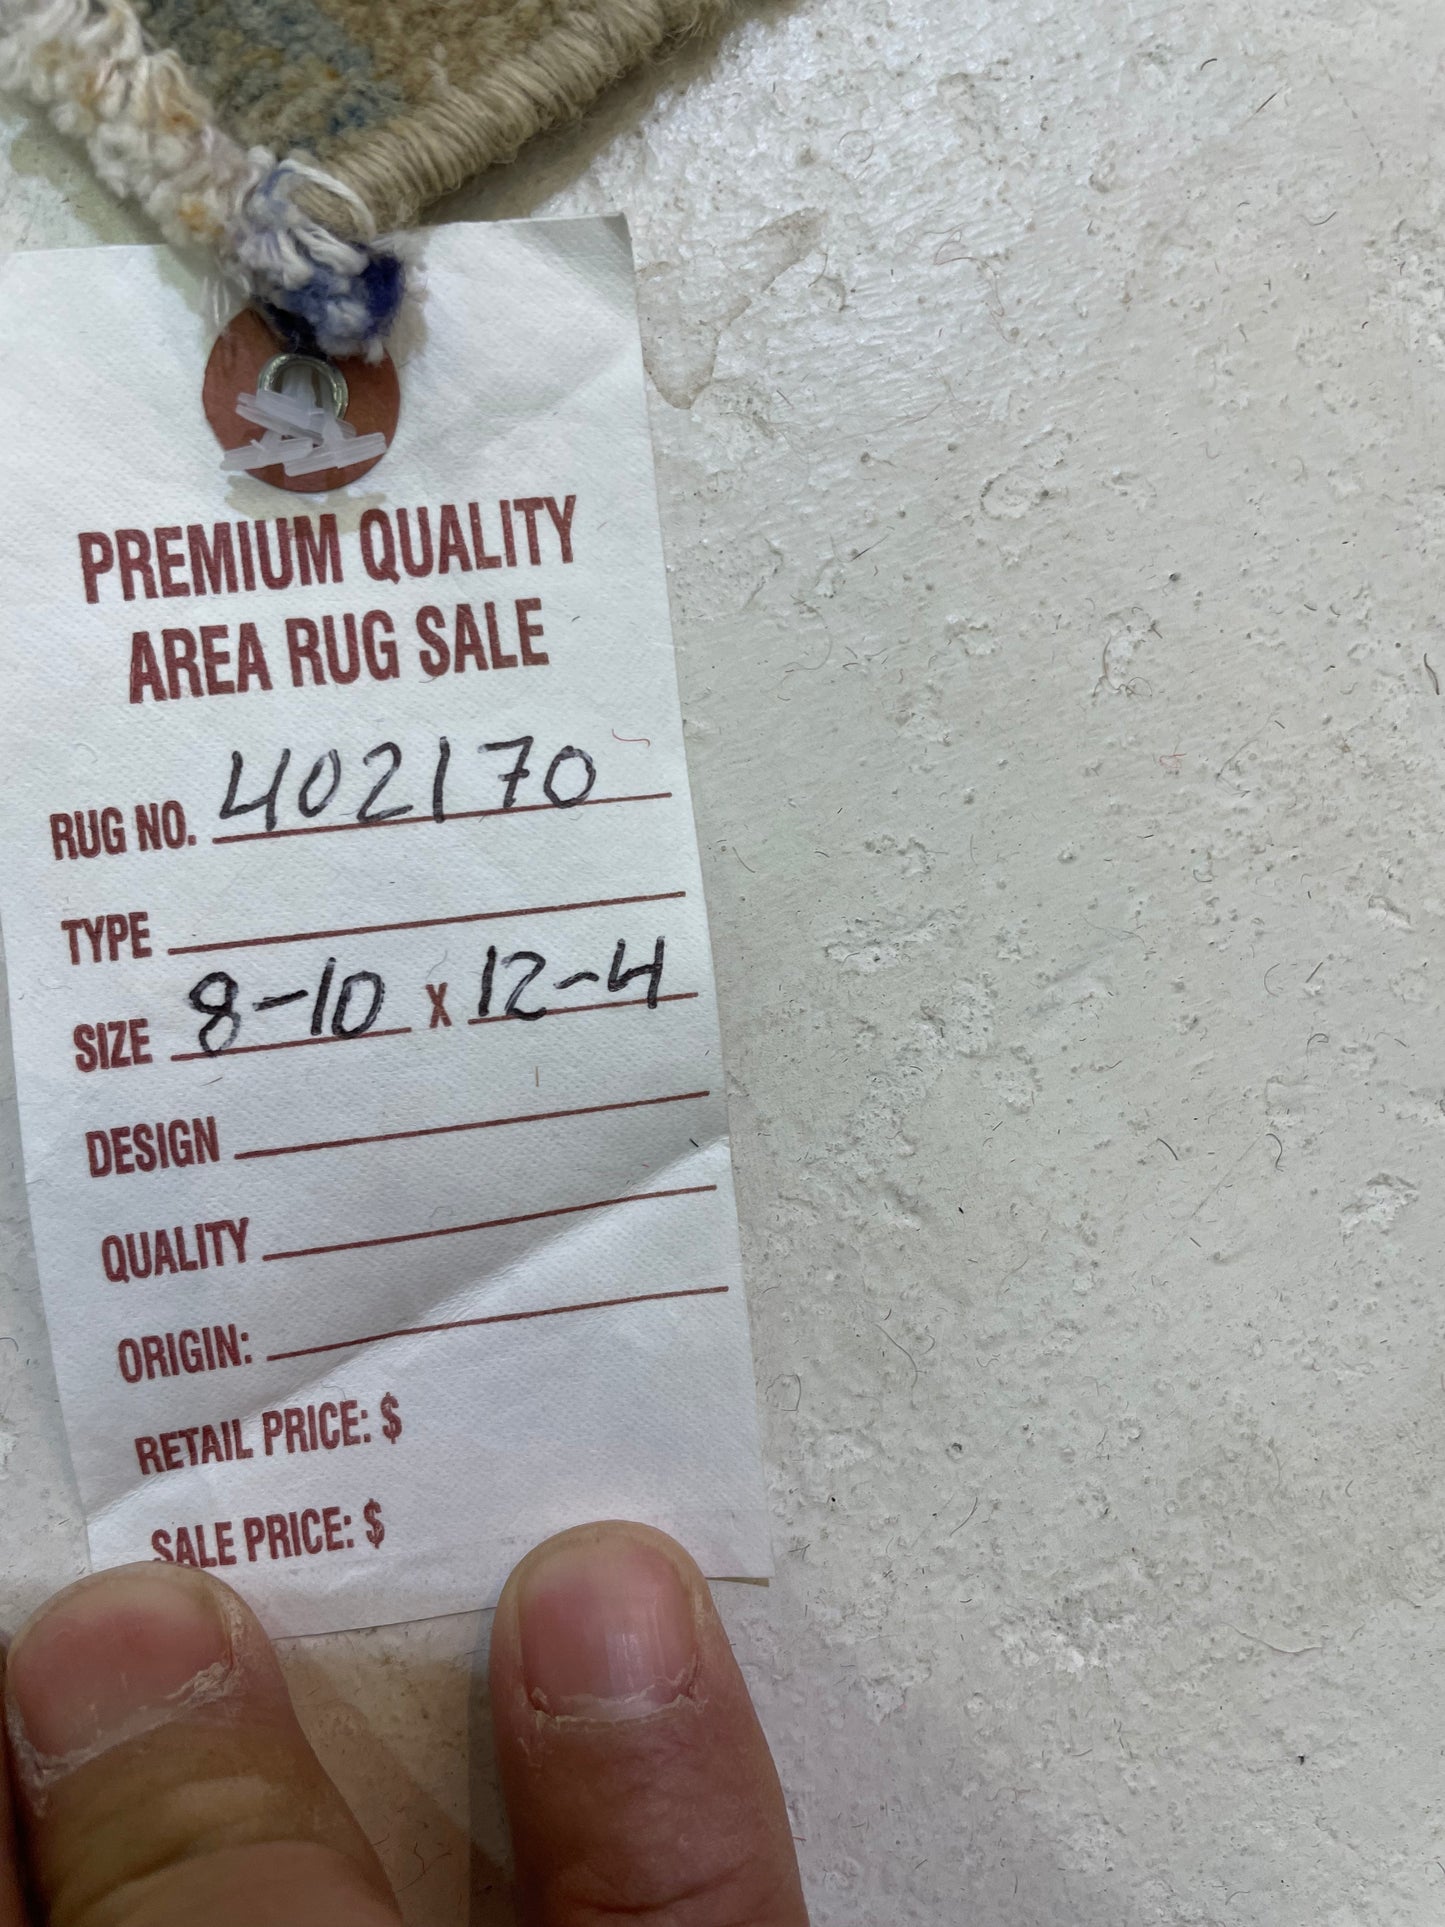 PREMIUM QUALITY
AREA RUG SALE
RUG NO. 402170
TYPE
SIZE 8-10 X 12-4
DESIGN
QUALITY
ORIGIN:
RETAIL PRICE: $
SALE PRICE: $